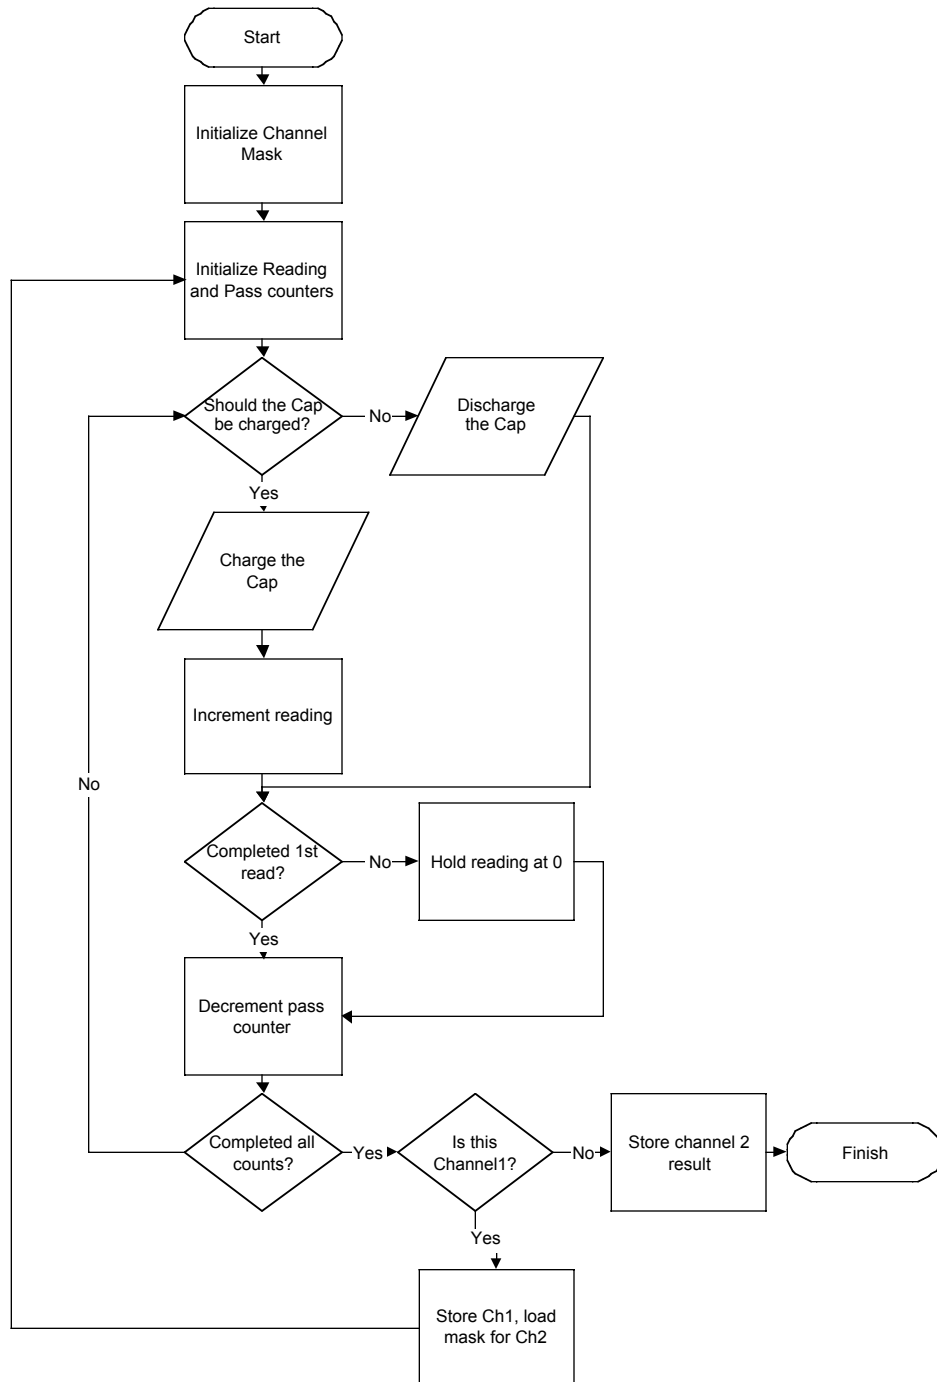 Start
Initialize Channel
Mask
Initialize Reading
and Pass counters
Should the Cap
be charged?
No
Discharge
the Cap
Yes
Charge the
Cap
Increment reading
No
Completed 1st
read?
No
Hold reading at 0
Yes
Decrement pass
counter
Completed all
counts?
Yes
Is this
Channel1?
No
Store channel 2
result
Finish
Yes
Store Ch1, load
mask for Ch2